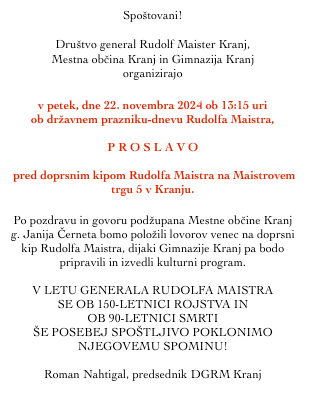 Spoštovani!
Društvo general Rudolf Maister Kranj,
Mestna občina Kranj in Gimnazija Kranj
organizirajo
v petek, dne 22. novembra 2024 ob 13:15 uri
ob državnem prazniku-dnevu Rudolfa Maistra,
P R O S L A V O
pred doprsnim kipom Rudolfa Maistra na Maistrovem
trgu 5 v Kranju.
Po pozdravu in govoru podžupana Mestne občine Kranj
g. Janija Černeta bomo položili lovorov venec na doprsni
kip Rudolfa Maistra, dijaki Gimnazije Kranj pa bodo
pripravili in izvedli kulturni program.
V LETU GENERALA RUDOLFA MAISTRA
SE OB 150-LETNICI ROJSTVA IN
OB 90-LETNICI SMRTI
ŠE POSEBEJ SPOŠTLJIVO POKLONIMO
NJEGOVEMU SPOMINU!
Roman Nahtigal, predsednik DGRM Kranj